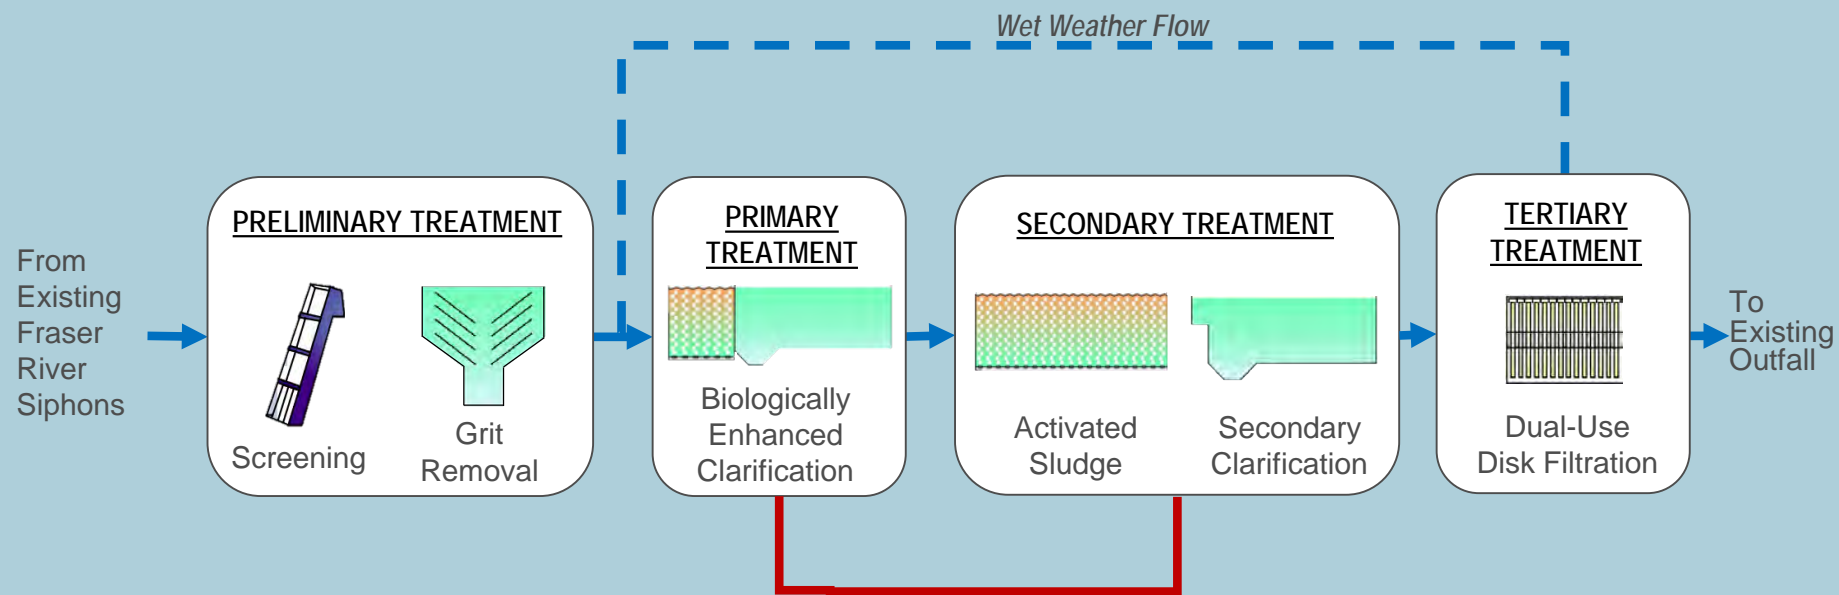 Wet Weather Flow
From
Existing
Fraser
River
Siphons
PRELIMINARY TREATMENT
Screening
Grit
Removal
PRIMARY
TREATMENT
Biologically
Enhanced
Clarification
SECONDARY TREATMENT
Activated
Sludge
Secondary
Clarification
TERTIARY
TREATMENT
Dual-Use
Disk Filtration
To
Existing
Outfall